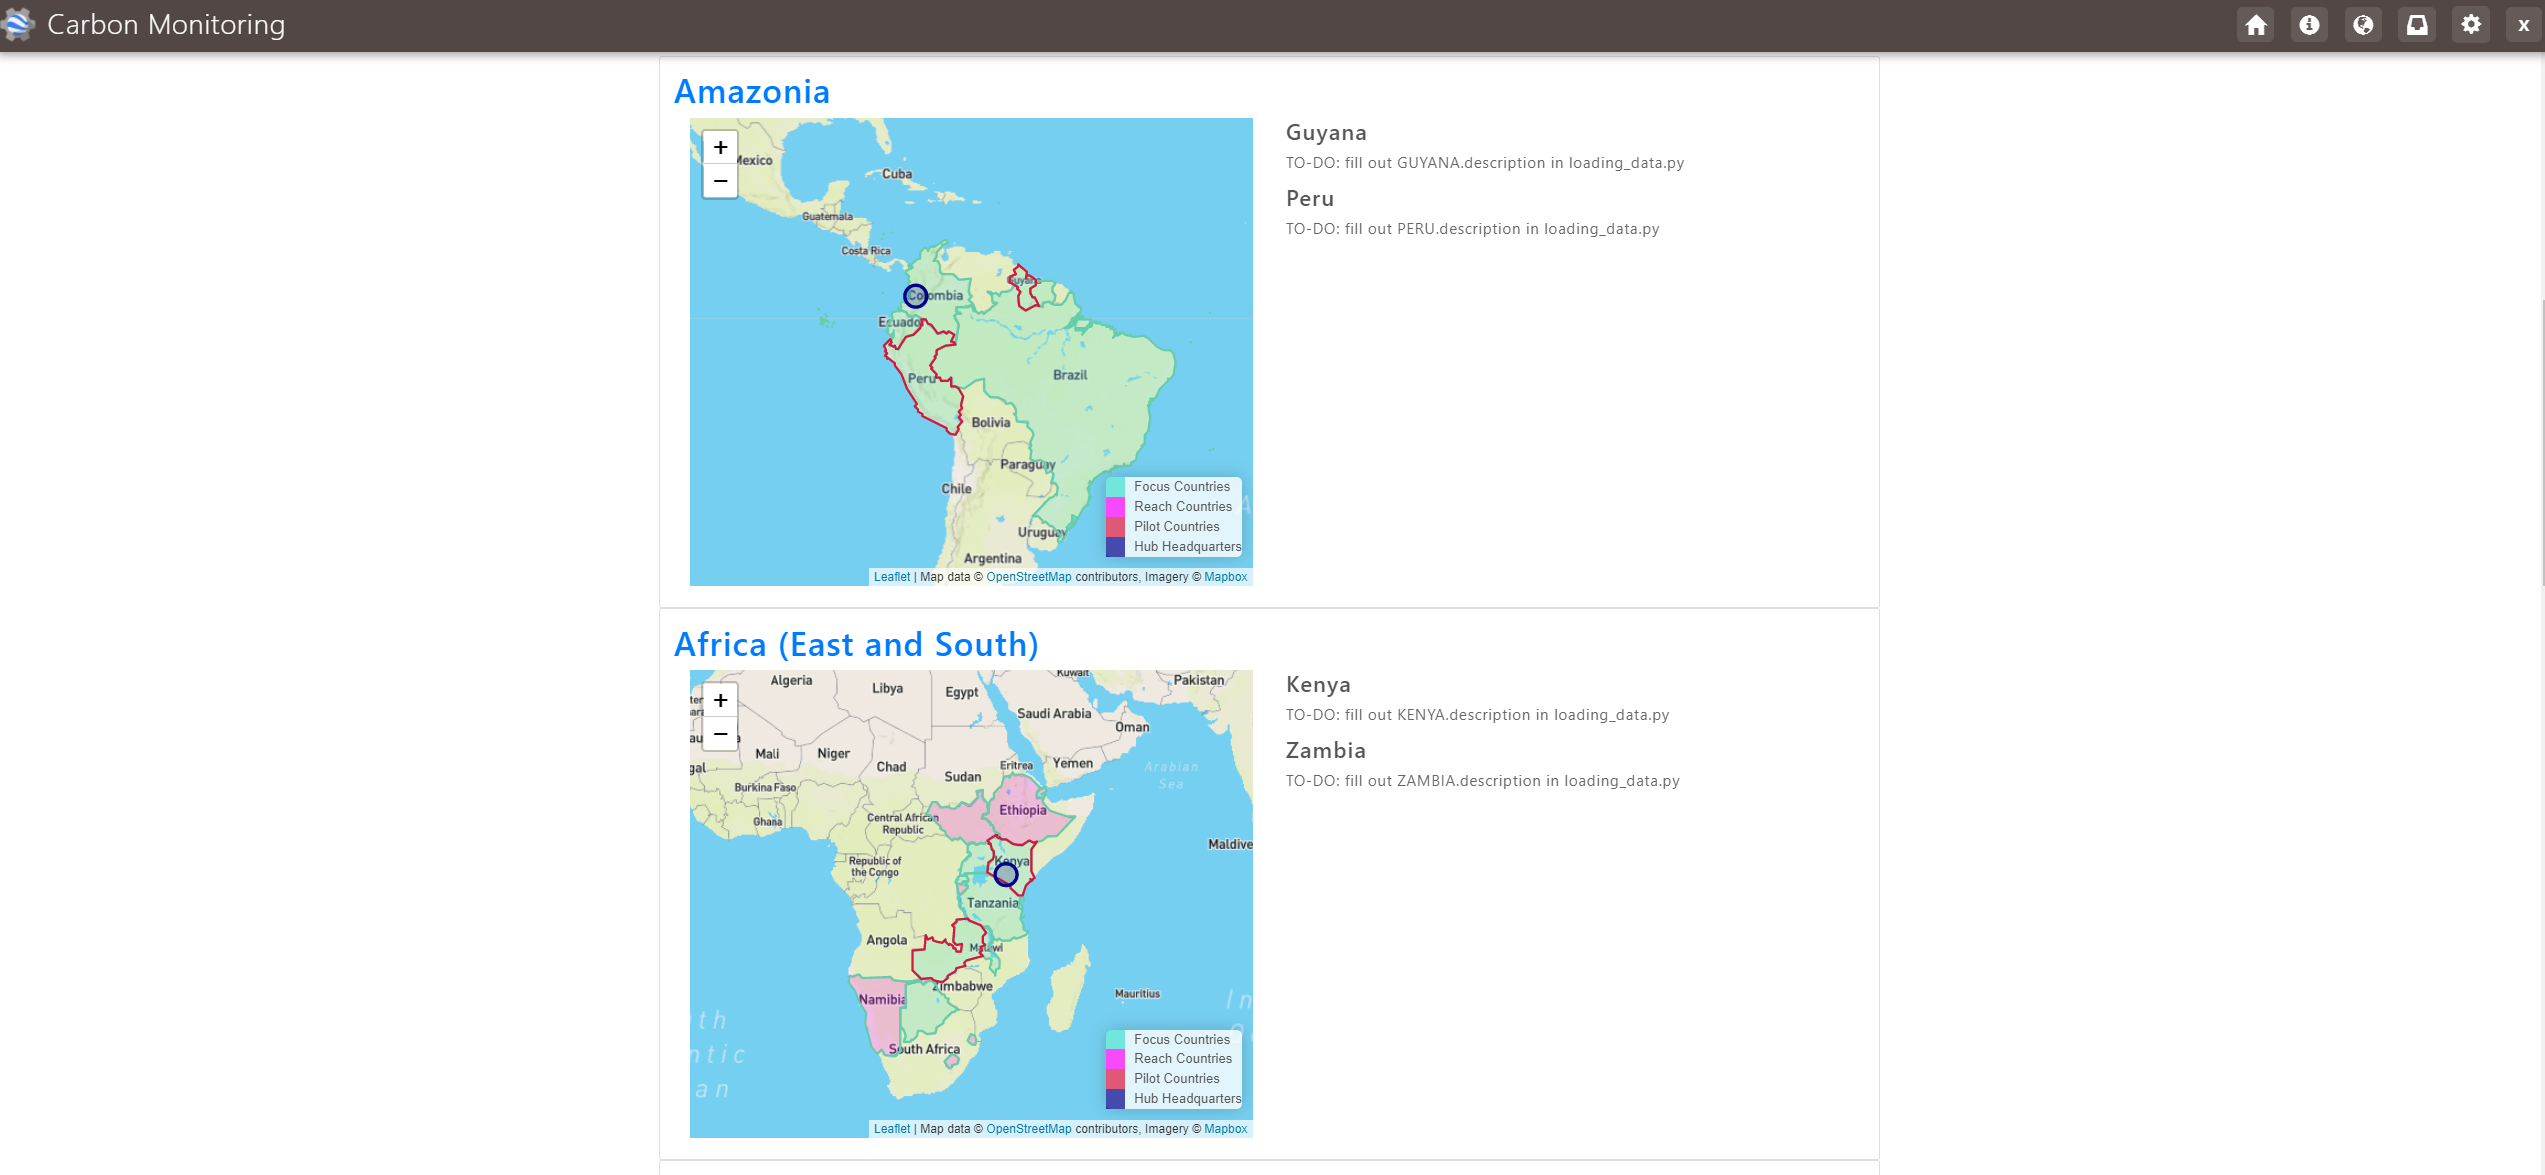 Carbon Monitoring
x
Amazonia
+
−
Mexico
Cuba
Guatemala
Costa Rica
Guyana
Colombia
Ecuador
Peru
Brazil
Bolivia
Paraguay
Chile
Uruguay
Argentina
Focus Countries
Reach Countries
Pilot Countries
Hub Headquarters
Leaflet | Map data © OpenStreetMap contributors, Imagery © Mapbox
Guyana
TO-DO: fill out GUYANA.description in loading_data.py
Peru
TO-DO: fill out PERU.description in loading_data.py
Africa (East and South)
+
−
Algeria
Libya
Egypt
Kuwait
Pakistan
Saudi Arabia
Oman
Mali
Niger
Chad
Sudan
Eritrea
Yemen
Arabian
Sea
Burkina Faso
Ghana
Central African
Republic
Ethiopia
Maldive
Republic of
the Congo
Kenya
Tanzania
Angola
Malawi
Zimbabwe
Namibia
Mauritius
South Africa
th
ntic
an
In
Focus Countries
Reach Countries
Pilot Countries
Hub Headquarters
Leaflet | Map data © OpenStreetMap contributors, Imagery © Mapbox
Kenya
TO-DO: fill out KENYA.description in loading_data.py
Zambia
TO-DO: fill out ZAMBIA.description in loading_data.py